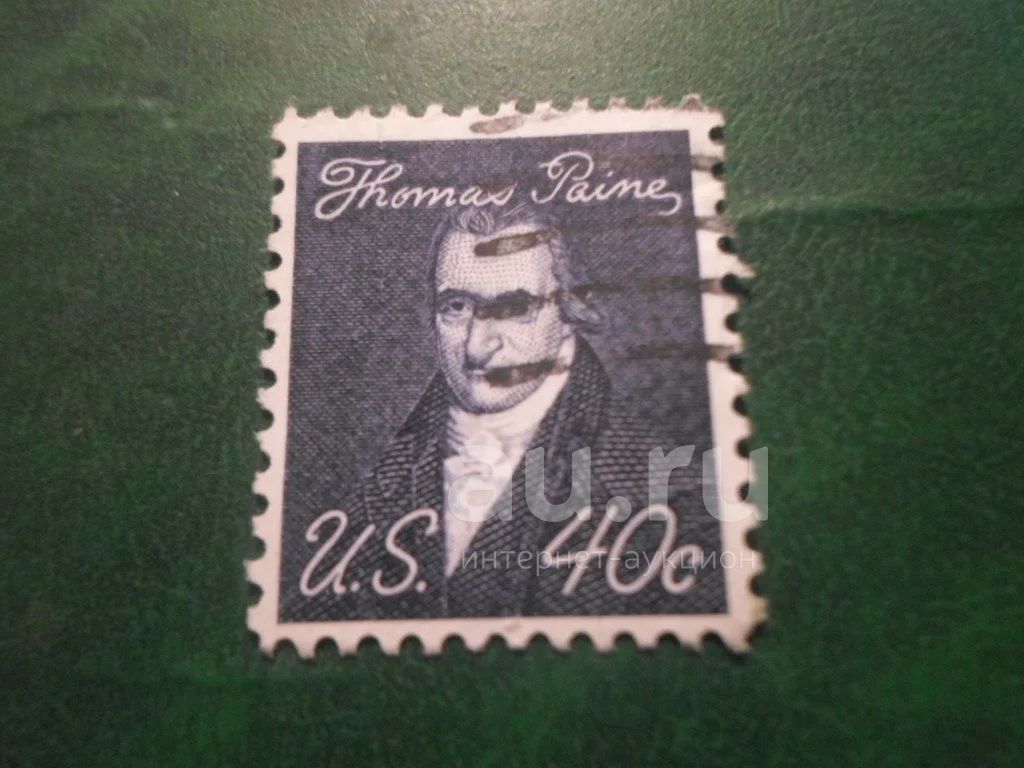 Thomas Paine
au.ru
интернет-аукцион
U.S. 40c